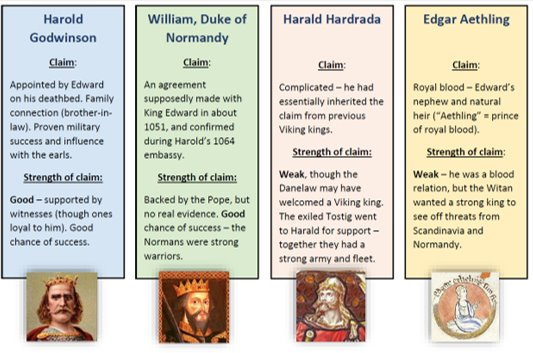 Harold
Godwinson
Claim:
Appointed by Edward
on his deathbed. Family
connection (brother-in-
law). Proven military
success and influence
with the earls.
Strength of claim:
Good – supported by
witnesses (though ones
loyal to him). Good
chance of success.
William, Duke of
Normandy
Claim:
An agreement
supposedly made with
King Edward in about
1051, and confirmed
during Harold's 1064
embassy.
Strength of claim:
Backed by the Pope, but
no real evidence. Good
chance of success – the
Normans were strong
warriors.
Harald Hardrada
Claim:
Complicated – he had
essentially inherited the
claim from previous
Viking kings.
Strength of claim:
Weak, though the
Danelaw may have
welcomed a Viking king.
The exiled Tostig went
to Harald for support –
together they had a
strong army and fleet.
Edgar Aethling
Claim:
Royal blood – Edward's
nephew and natural
heir ("Aethling" = prince
of royal blood).
Strength of claim:
Weak – he was a blood
relation, but the Witan
wanted a strong king to
see off threats from
Scandinavia and
Normandy.